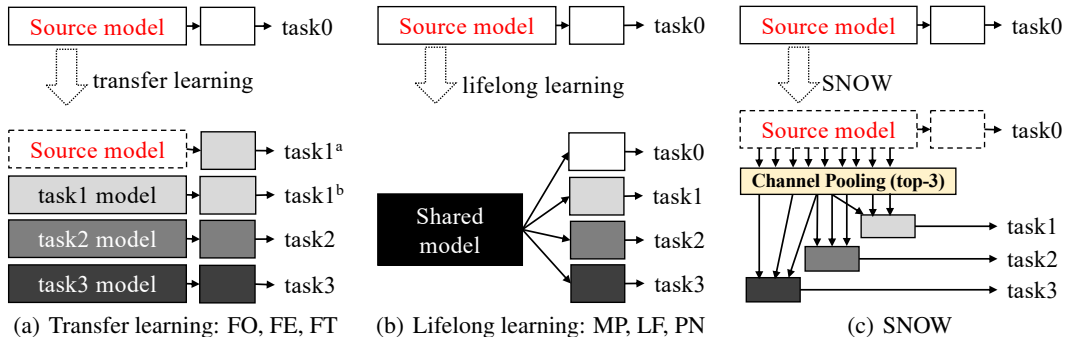 Source model
task0
transfer learning
Source model
task1ᵃ
task1 model
task1ᵇ
task2 model
task2
task3 model
task3
(a) Transfer learning: FO, FE, FT
Source model
task0
lifelong learning
Shared
model
task0
task1
task2
task3
(b) Lifelong learning: MP, LF, PN
Source model
task0
SNOW
Source model
task0
Channel Pooling (top-3)
task1
task2
task3
(c) SNOW